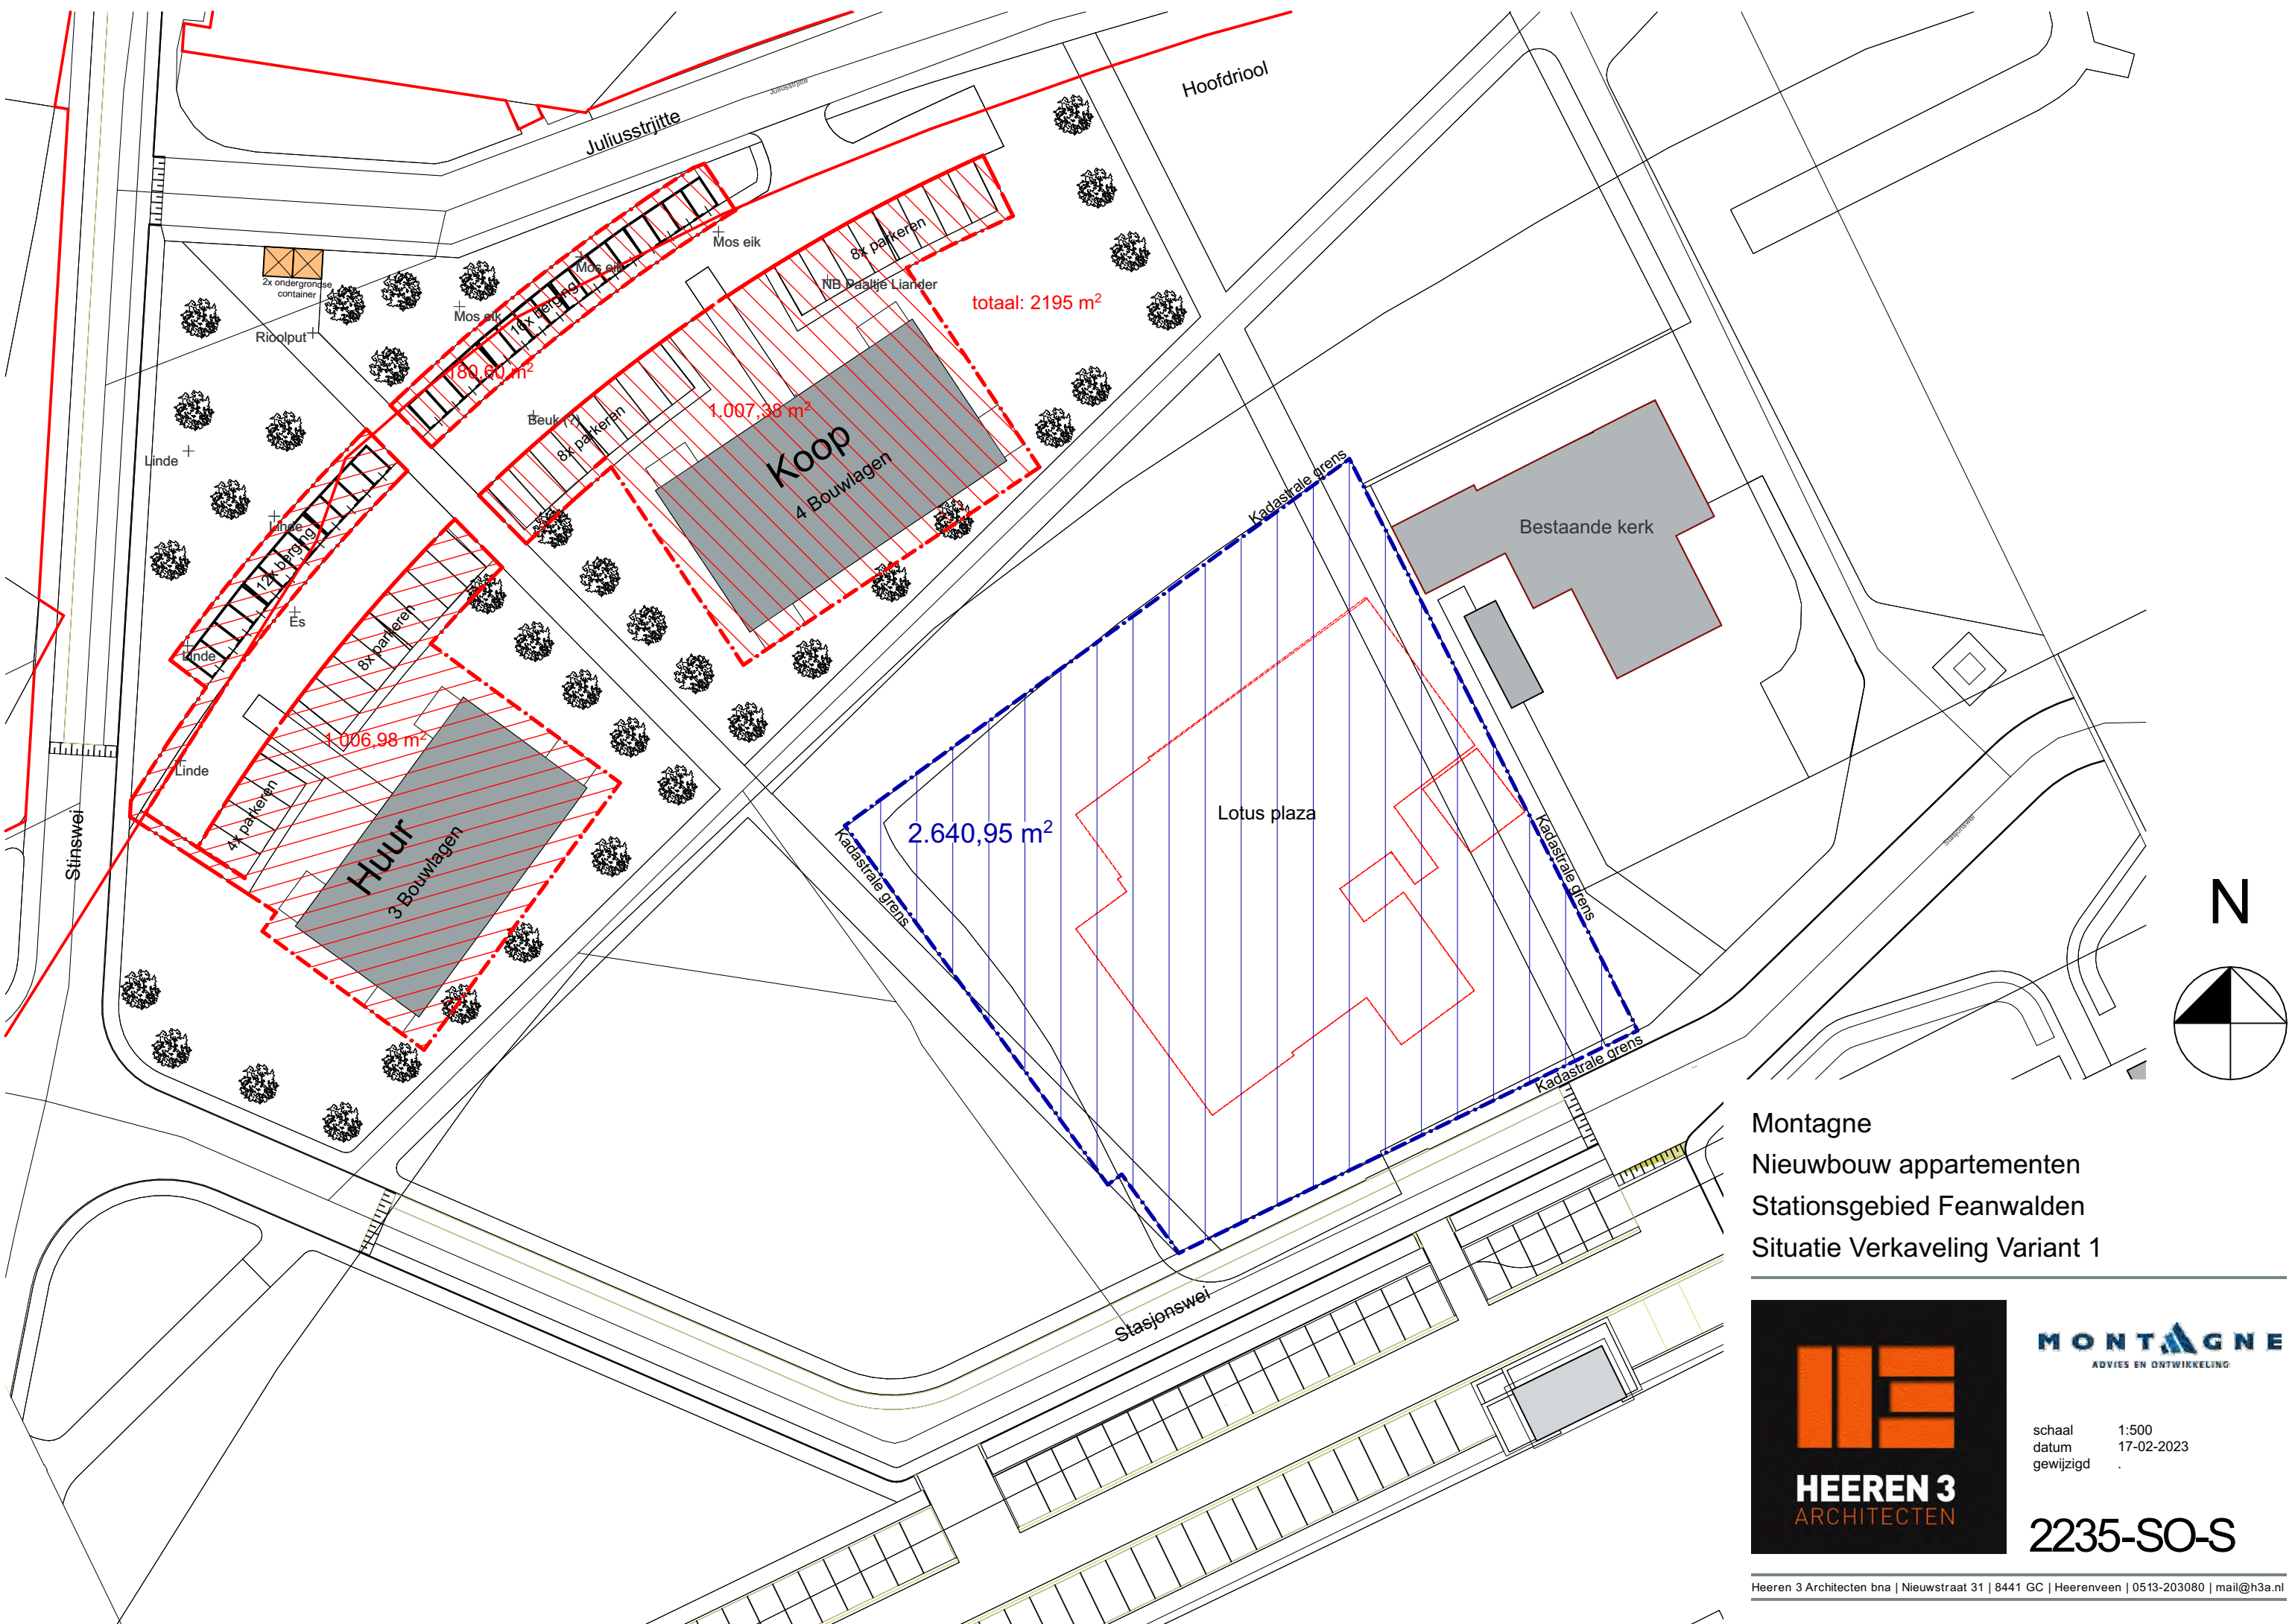 Hoofdriool
Juliusstrjitte
Juliusstrjitte
Mos eik
8x parkeren
Mos eik
2x ondergrondse
container
NB Paaltje Liander
totaal: 2195 m²
Mos eik
16x berging
Rioolput
180,60 m²
1.007,38 m²
Beuk (?)
8x parkeren
Koop
4 Bouwlagen
Kadastrale grens
Linde
Linde
12x berging
Bestaande kerk
Es
8x parkeren
Linde
1.006,98 m²
Linde
4x parkeren
Huur
3 Bouwlagen
Stinswei
Lotus plaza
2.640,95 m²
Kadastrale grens
Kadastrale grens
Stasjonswei
N
Kadastrale grens
Stasjonswei
Montagne
Nieuwbouw appartementen
Stationsgebied Feanwalden
Situatie Verkaveling Variant 1
MONTAGNE
ADVIES EN ONTWIKKELING
HEEREN 3
ARCHITECTEN
schaal 1:500
datum 17-02-2023
gewijzigd .
2235-SO-S
Heeren 3 Architecten bna | Nieuwstraat 31 | 8441 GC | Heerenveen | 0513-203080 | mail@h3a.nl